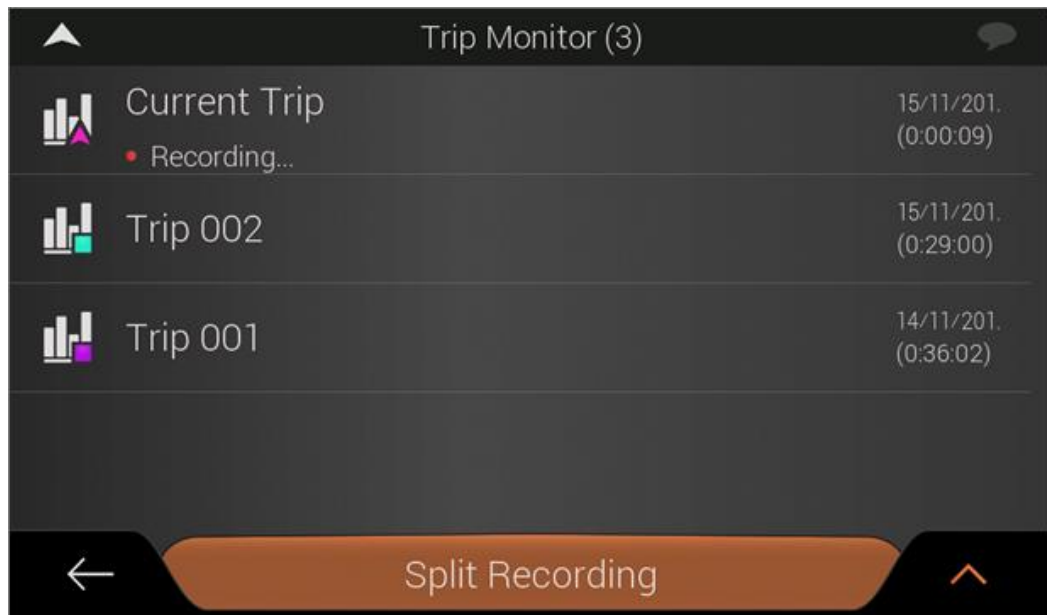 Trip Monitor (3)
Current Trip
15/11/201.
(0:00:09)
• Recording...
Trip 002
15/11/201.
(0:29:00)
Trip 001
14/11/201.
(0:36:02)
Split Recording